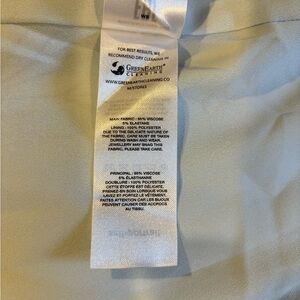 FOR BEST RESULTS, WE
RECOMMEND DRY CLEANING IN
GREENEARTH®
CLEANING
WWW.GREENEARTHCLEANING.CO
M/STORES
MAIN FABRIC : 95% VISCOSE
5% ELASTANE
LINING : 100% POLYESTER
DUE TO THE DELICATE NATURE OF
THE FABRIC, CARE MUST BE TAKEN
DURING WASH AND WEAR.
JEWELLERY MAY SNAG THIS
FABRIC, PLEASE TAKE CARE.
PRINCIPAL : 95% VISCOSE
5% ÉLASTHANNE
DOUBLURE : 100% POLYESTER
CETTE ÉTOFFE EST DÉLICATE,
PRENEZ-EN SOIN LORSQUE VOUS
LAVEZ ET PORTEZ LE VÊTEMENT.
FAITES ATTENTION CAR LES BIJOUX
PEUVENT CAUSER DES ACCROCS
AU TISSU.